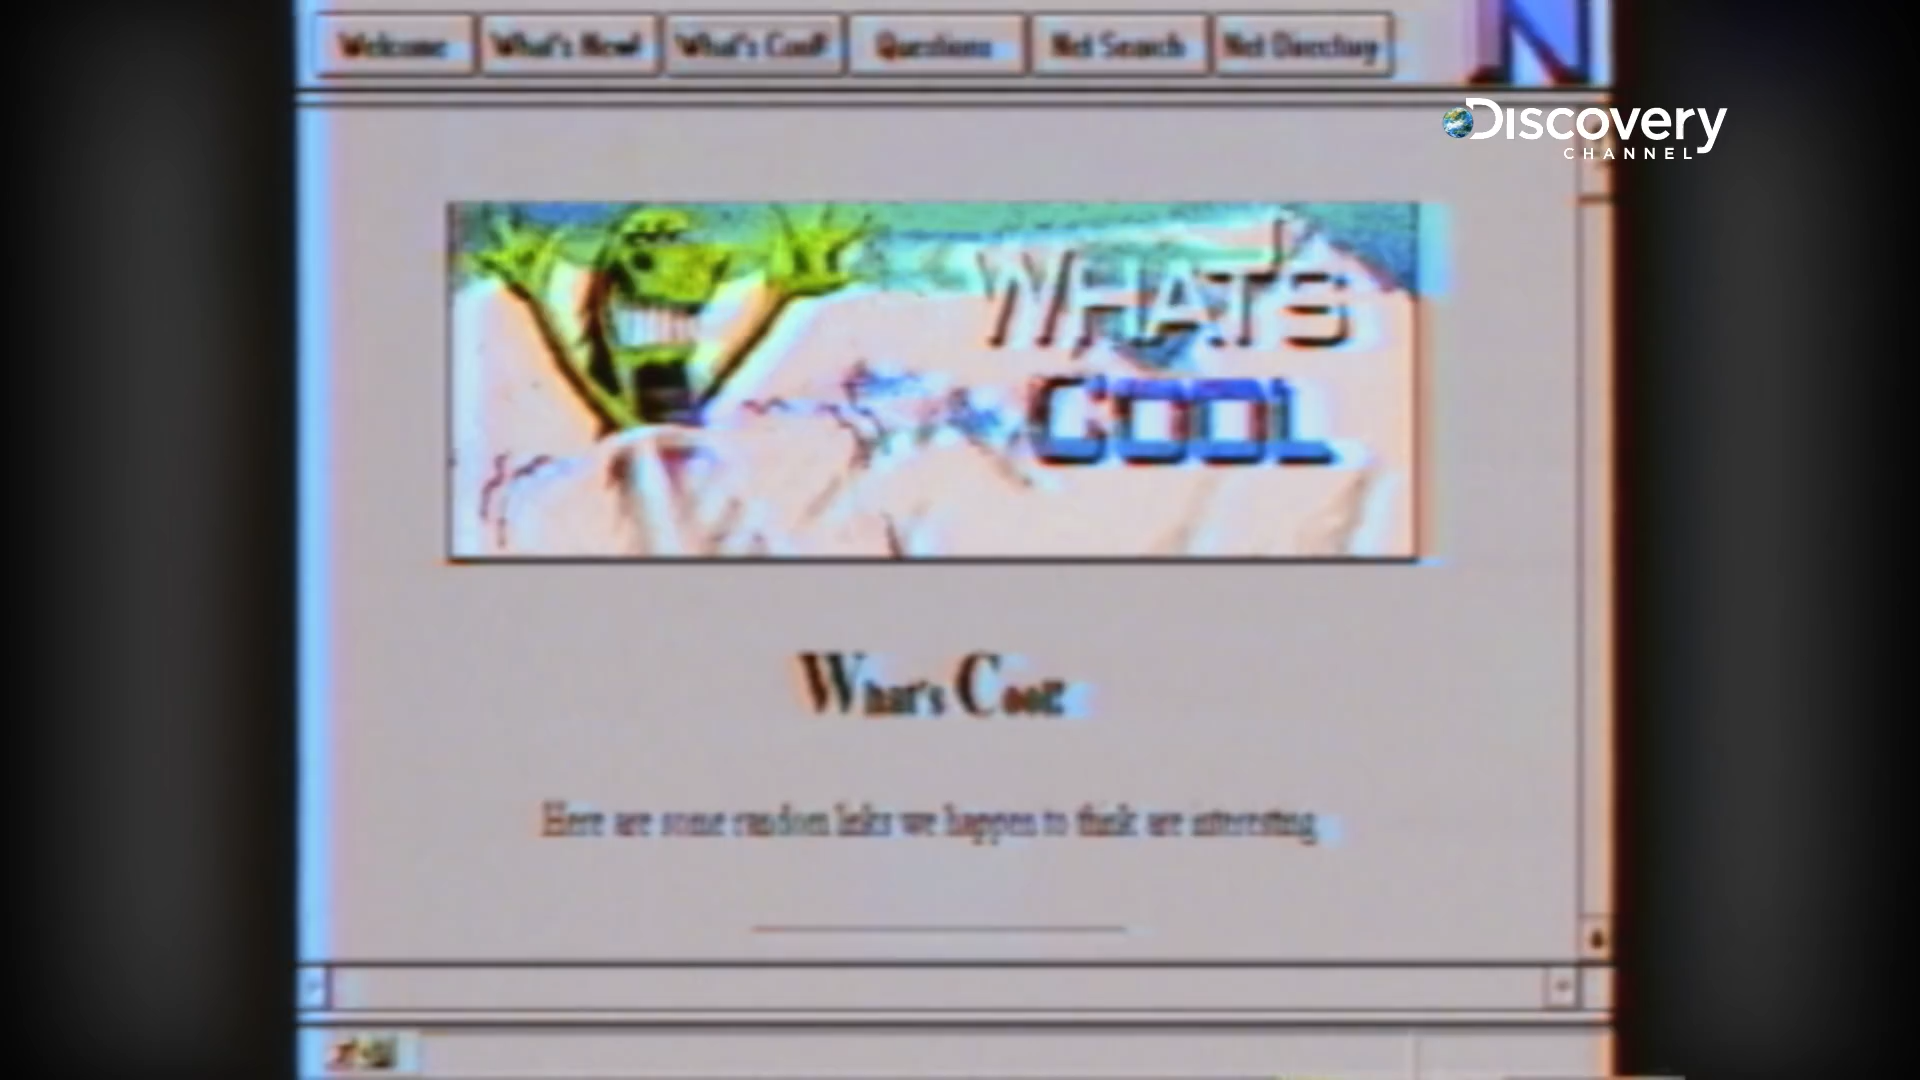 Welcome What's New! What's Cool! Questions Net Search Net Directory
N
Discovery
CHANNEL
WHAT'S
COOL
What's Cool!
Here are some random links we happen to think are interesting